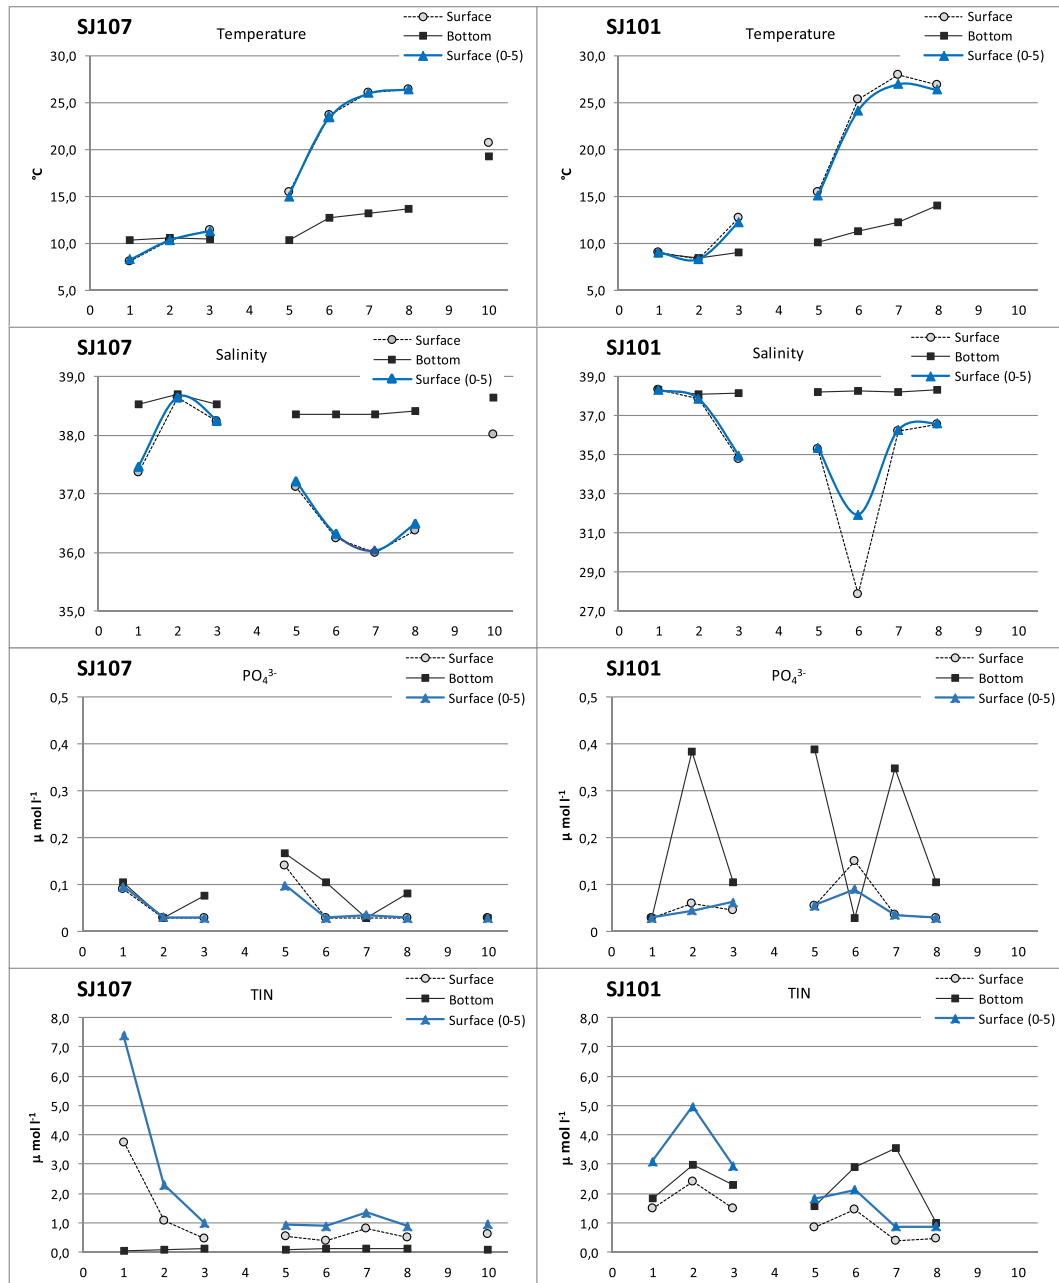 SJ107
Temperature
Surface
Bottom
Surface (0-5)
30,0
25,0
20,0
15,0
10,0
5,0
°C
0 1 2 3 4 5 6 7 8 9 10
SJ101
Temperature
Surface
Bottom
Surface (0-5)
30,0
25,0
20,0
15,0
10,0
5,0
°C
0 1 2 3 4 5 6 7 8 9 10
SJ107
Salinity
Surface
Bottom
Surface (0-5)
39,0
38,0
37,0
36,0
35,0
0 1 2 3 4 5 6 7 8 9 10
SJ101
Salinity
Surface
Bottom
Surface (0-5)
39,0
37,0
35,0
33,0
31,0
29,0
27,0
0 1 2 3 4 5 6 7 8 9 10
SJ107
PO₄³⁻
Surface
Bottom
Surface (0-5)
0,5
0,4
0,3
0,2
0,1
0
µ mol l⁻¹
0 1 2 3 4 5 6 7 8 9 10
SJ101
PO₄³⁻
Surface
Bottom
Surface (0-5)
0,5
0,4
0,3
0,2
0,1
0
µ mol l⁻¹
0 1 2 3 4 5 6 7 8 9 10
SJ107
TIN
Surface
Bottom
Surface (0-5)
8,0
7,0
6,0
5,0
4,0
3,0
2,0
1,0
0,0
µ mol l⁻¹
0 1 2 3 4 5 6 7 8 9 10
SJ101
TIN
Surface
Bottom
Surface (0-5)
8,0
7,0
6,0
5,0
4,0
3,0
2,0
1,0
0,0
µ mol l⁻¹
0 1 2 3 4 5 6 7 8 9 10